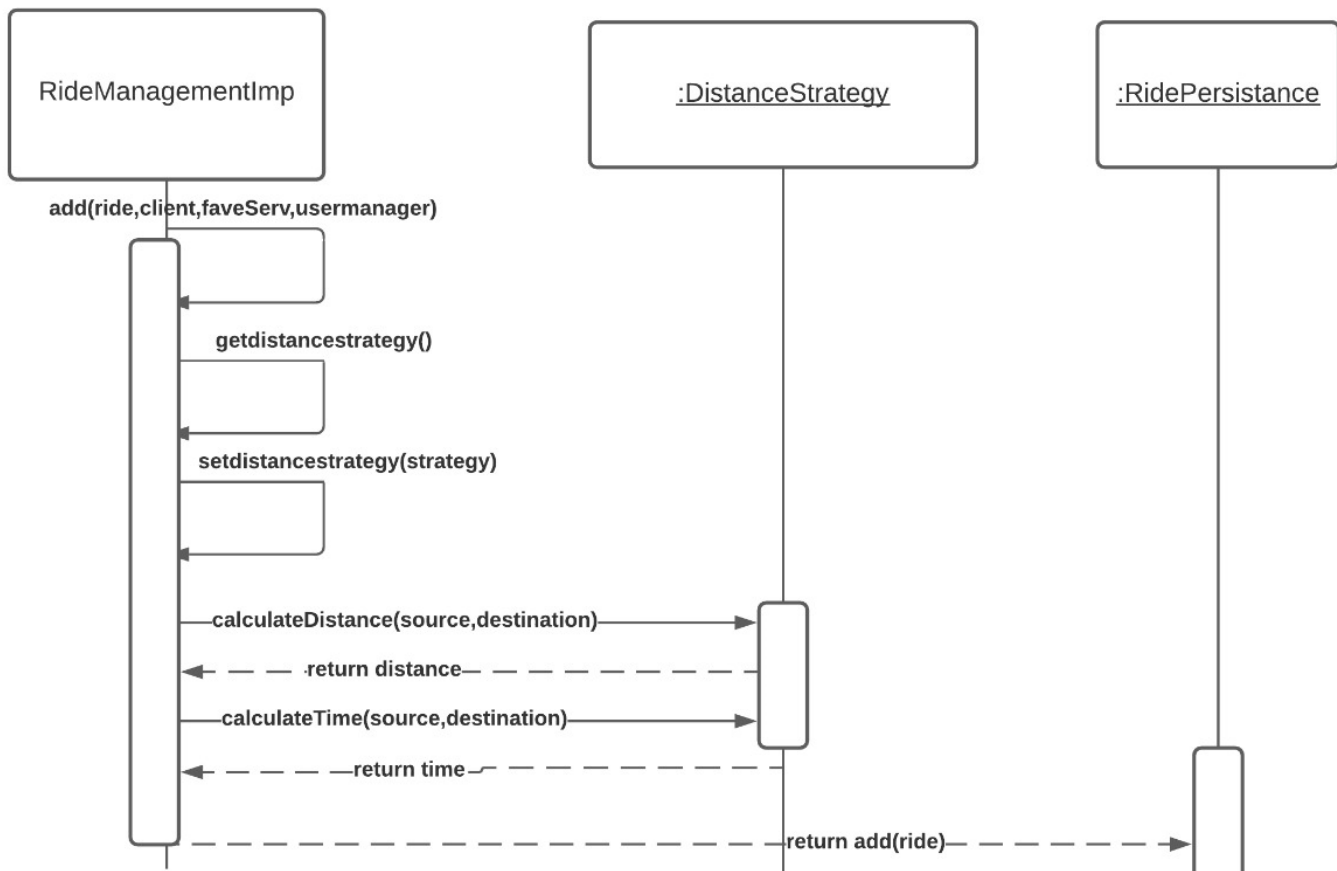 RideManagementImp
:DistanceStrategy
:RidePersistance
add(ride,client,faveServ,usermanager)
getdistancestrategy()
setdistancestrategy(strategy)
calculateDistance(source,destination)
return distance
calculateTime(source,destination)
return time
return add(ride)